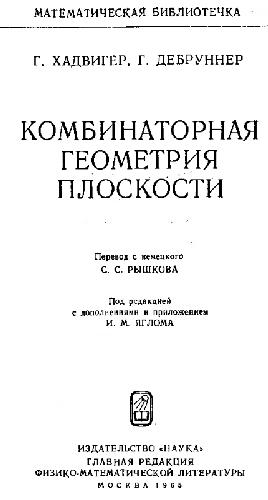 МАТЕМАТИЧЕСКАЯ БИБЛИОТЕЧКА
Г. ХАДВИГЕР, Г. ДЕБРУННЕР
КОМБИНАТОРНАЯ
ГЕОМЕТРИЯ
ПЛОСКОСТИ
Перевод с немецкого
С. С. РЫШКОВА
Под редакцией
с дополнениями и приложением
И. М. ЯГЛОМА
ИЗДАТЕЛЬСТВО «НАУКА»
ГЛАВНАЯ РЕДАКЦИЯ
ФИЗИКО-МАТЕМАТИЧЕСКОЙ ЛИТЕРАТУРЫ
МОСКВА 1965